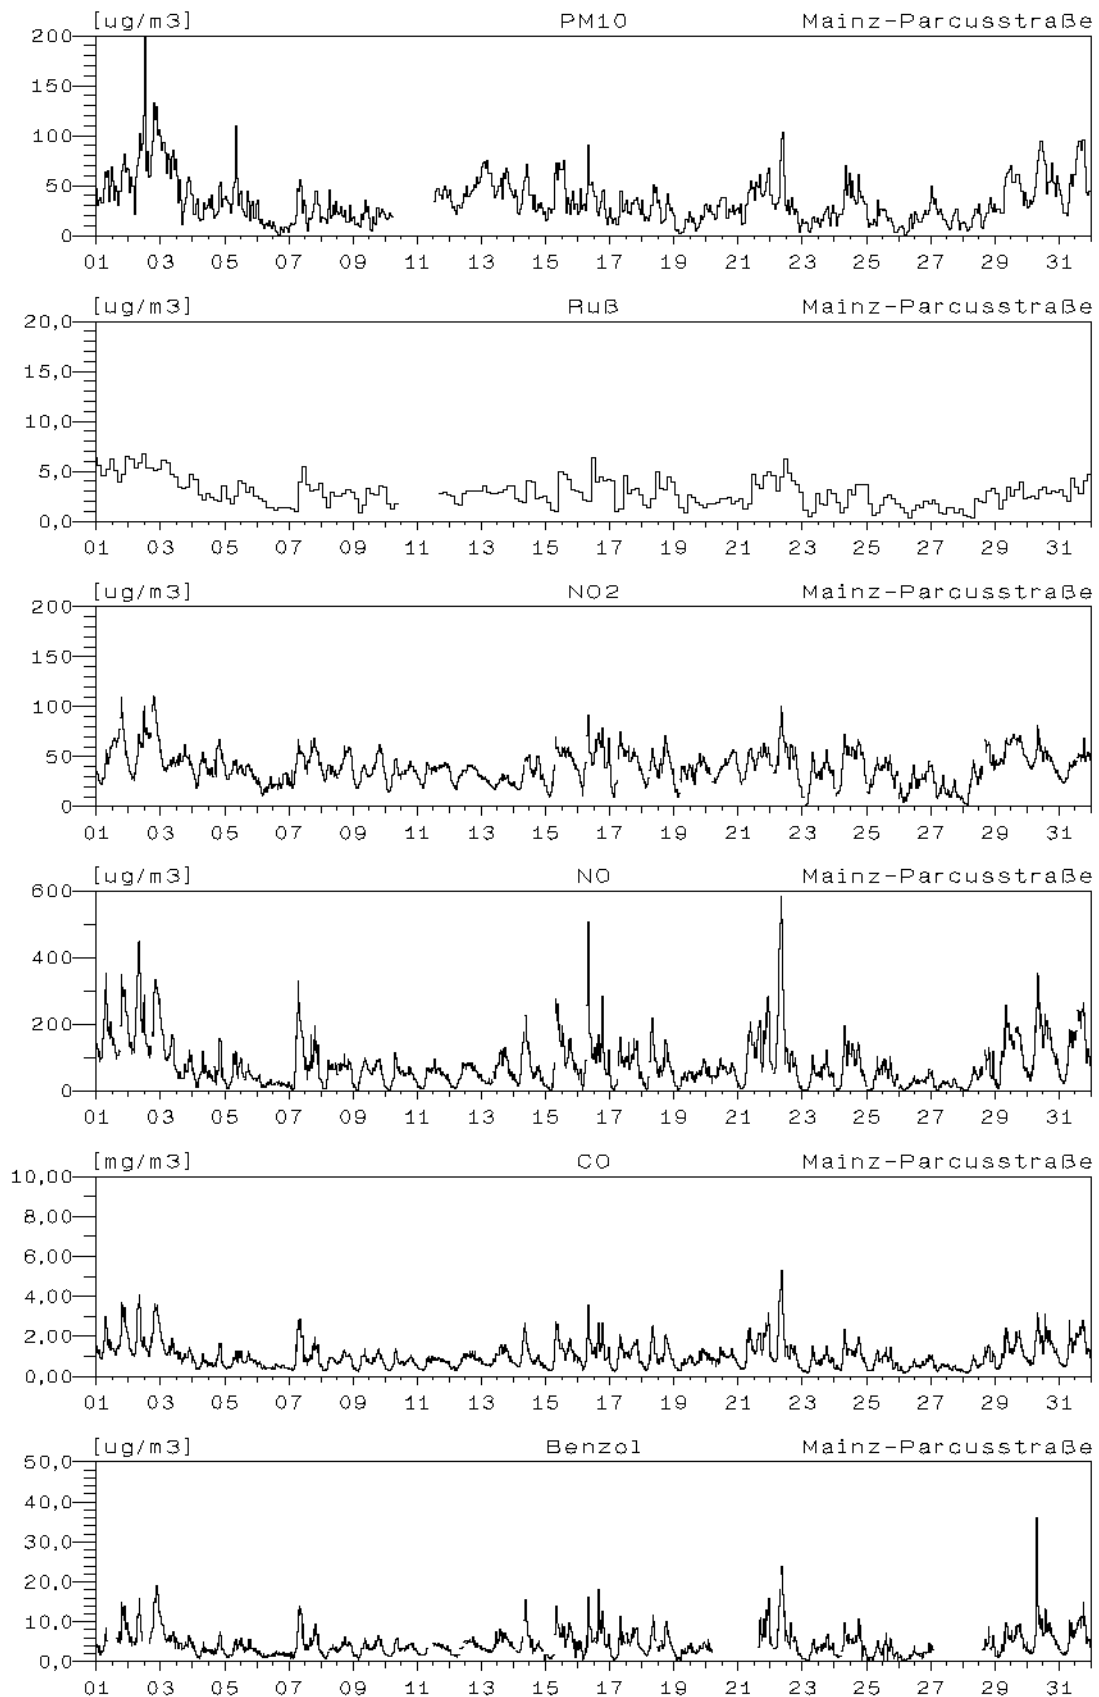 [ug/m3] PM10 Mainz-Parcusstraße
200
150
100
50
0
01 03 05 07 09 11 13 15 17 19 21 23 25 27 29 31
[ug/m3] Ruß Mainz-Parcusstraße
20,0
15,0
10,0
5,0
0,0
01 03 05 07 09 11 13 15 17 19 21 23 25 27 29 31
[ug/m3] NO2 Mainz-Parcusstraße
200
150
100
50
0
01 03 05 07 09 11 13 15 17 19 21 23 25 27 29 31
[ug/m3] NO Mainz-Parcusstraße
600
400
200
0
01 03 05 07 09 11 13 15 17 19 21 23 25 27 29 31
[mg/m3] CO Mainz-Parcusstraße
10,00
8,00
6,00
4,00
2,00
0,00
01 03 05 07 09 11 13 15 17 19 21 23 25 27 29 31
[ug/m3] Benzol Mainz-Parcusstraße
50,0
40,0
30,0
20,0
10,0
0,0
01 03 05 07 09 11 13 15 17 19 21 23 25 27 29 31